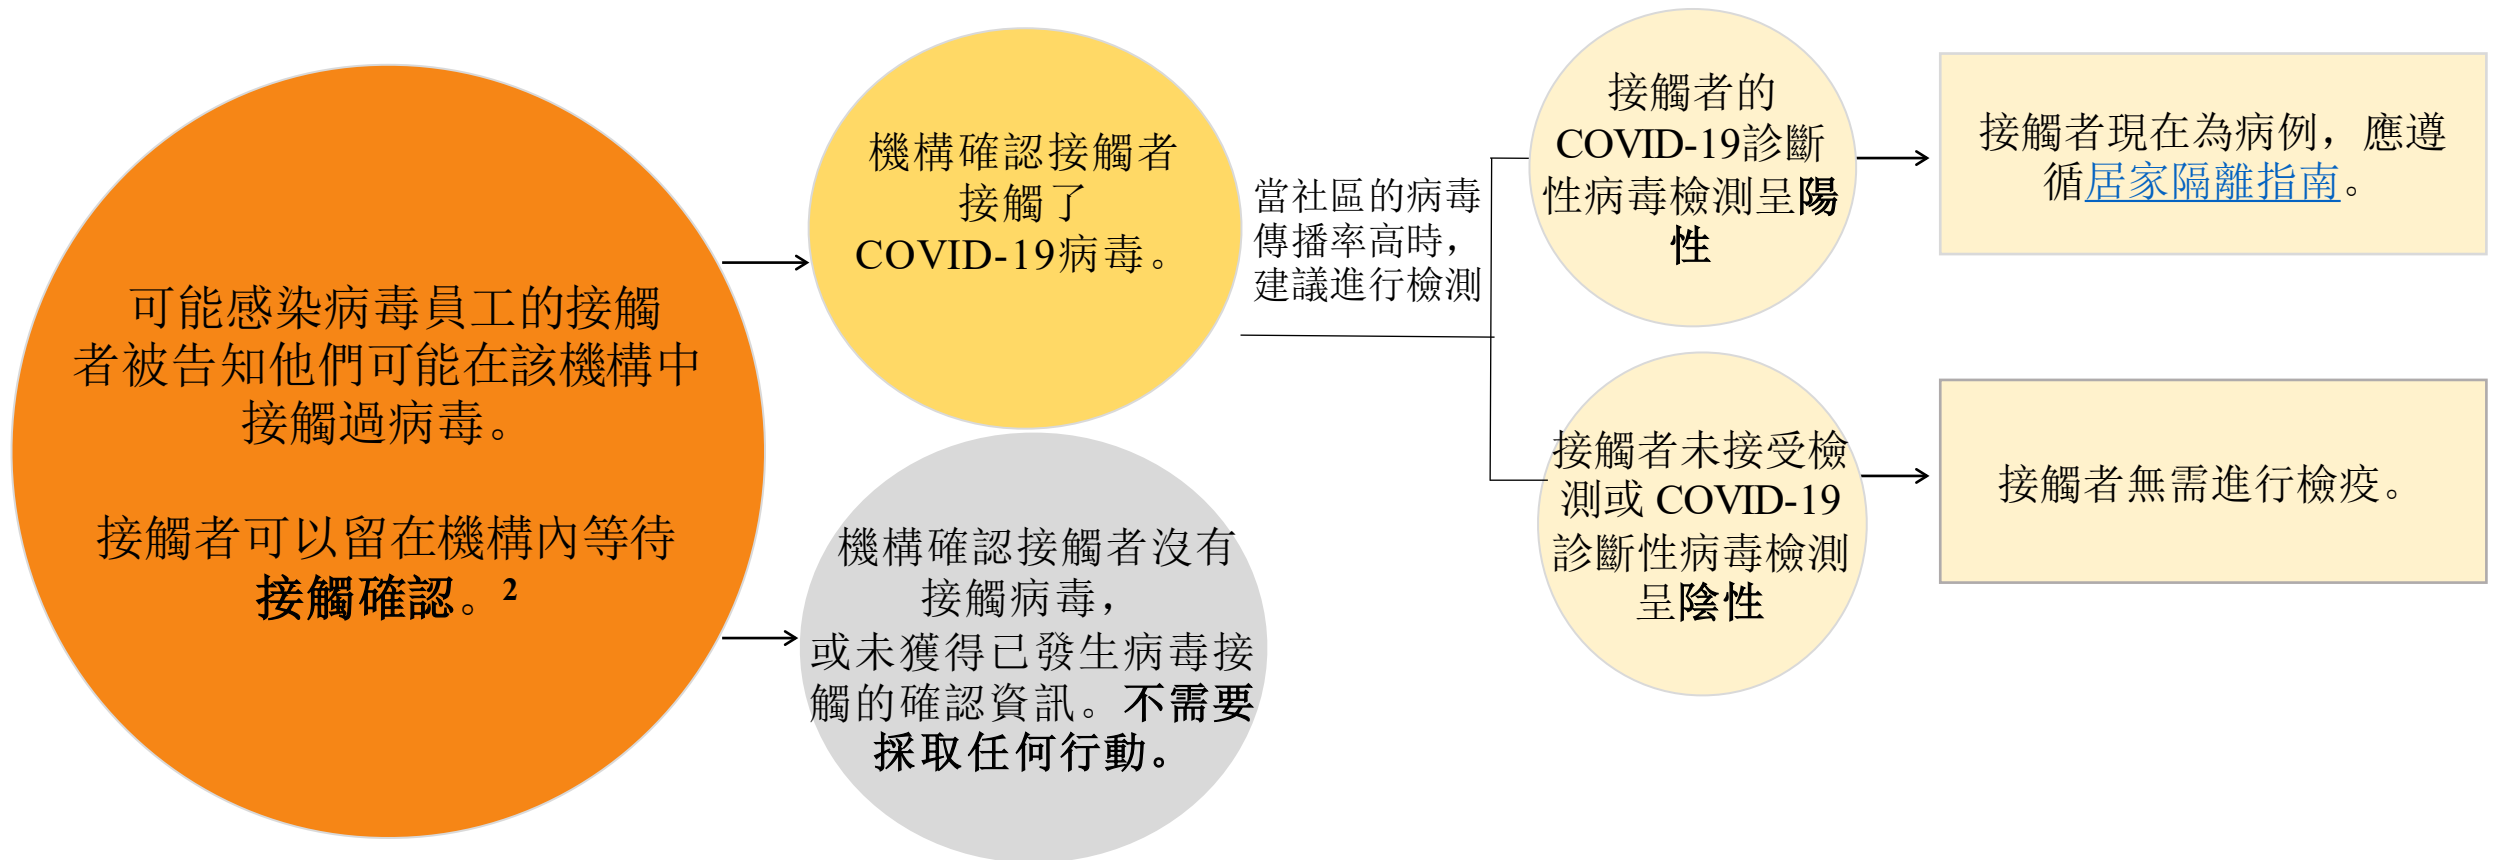 可能感染病毒員工的接觸
者被告知他們可能在該機構中
接觸過病毒。
接觸者可以留在機構內等待
接觸確認。²
機構確認接觸者
接觸了
COVID-19病毒。
機構確認接觸者沒有
接觸病毒，
或未獲得已發生病毒接
觸的確認資訊。不需要
採取任何行動。
當社區的病毒
傳播率高時，
建議進行檢測
接觸者的
COVID-19診斷
性病毒檢測呈陽
性
接觸者現在為病例，應遵
循居家隔離指南。
接觸者未接受檢
測或 COVID-19
診斷性病毒檢測
呈陰性
接觸者無需進行檢疫。